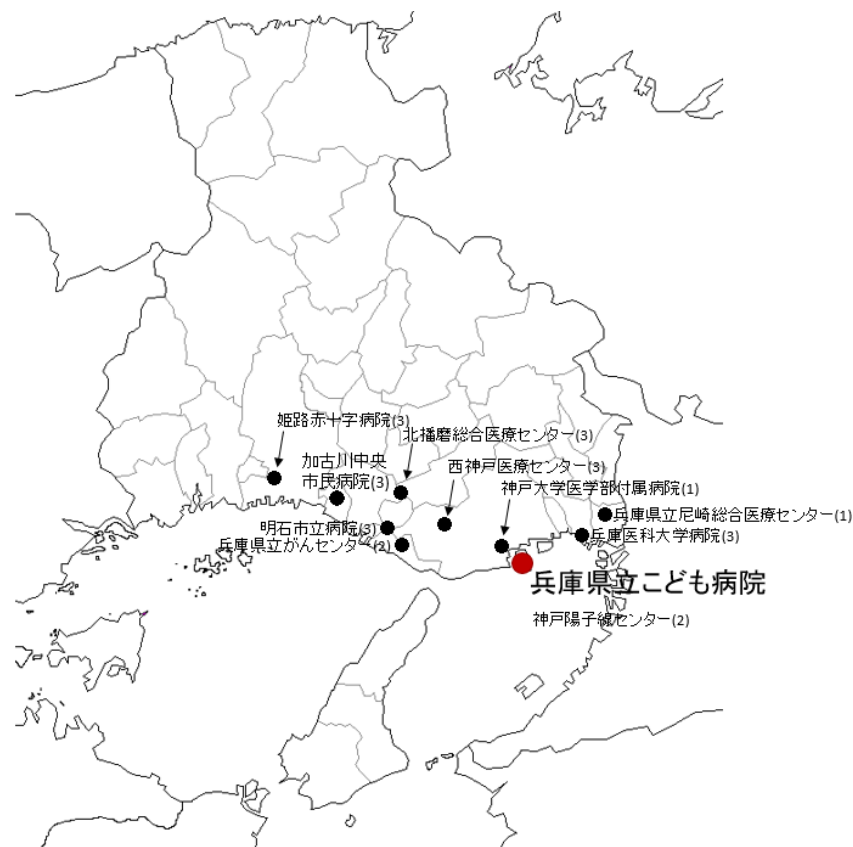 姫路赤十字病院(3)
北播磨総合医療センター(3)
加古川中央
市民病院(3)
西神戸医療センター(3)
神戸大学医学部付属病院(1)
兵庫県立尼崎総合医療センター(1)
明石市立病院(3)
兵庫医科大学病院(3)
兵庫県立がんセンター(2)
兵庫県立こども病院
神戸陽子線センター(2)